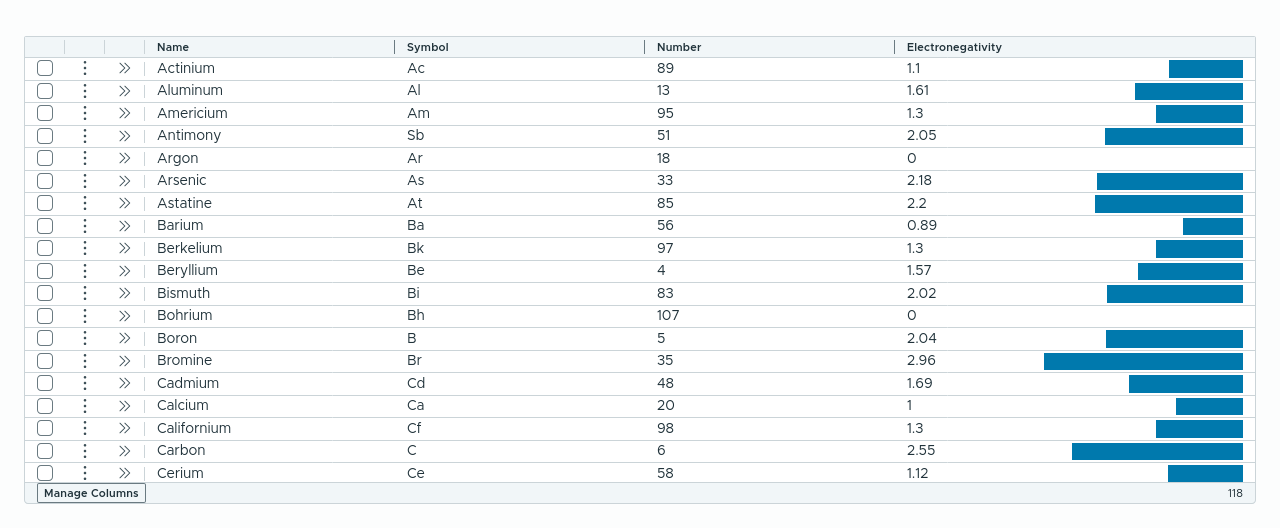 Name Symbol Number Electronegativity
Actinium Ac 89 1.1
Aluminum Al 13 1.61
Americium Am 95 1.3
Antimony Sb 51 2.05
Argon Ar 18 0
Arsenic As 33 2.18
Astatine At 85 2.2
Barium Ba 56 0.89
Berkelium Bk 97 1.3
Beryllium Be 4 1.57
Bismuth Bi 83 2.02
Bohrium Bh 107 0
Boron B 5 2.04
Bromine Br 35 2.96
Cadmium Cd 48 1.69
Calcium Ca 20 1
Californium Cf 98 1.3
Carbon C 6 2.55
Cerium Ce 58 1.12
Manage Columns 118